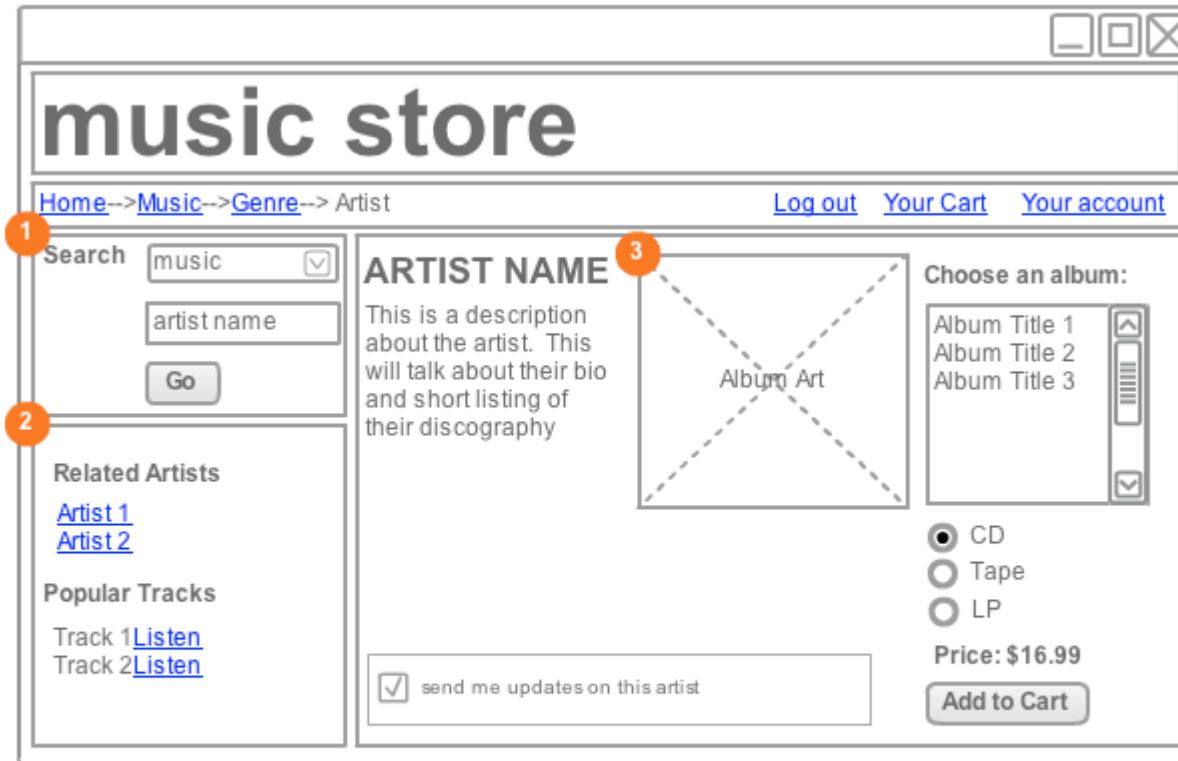 music store
Home-->Music-->Genre--> Artist
Log out Your Cart Your account
1
Search
music
artist name
Go
2
Related Artists
Artist 1
Artist 2
Popular Tracks
Track 1Listen
Track 2Listen
ARTIST NAME
This is a description
about the artist. This
will talk about their bio
and short listing of
their discography
3
Album Art
send me updates on this artist
Choose an album:
Album Title 1
Album Title 2
Album Title 3
CD
Tape
LP
Price: $16.99
Add to Cart